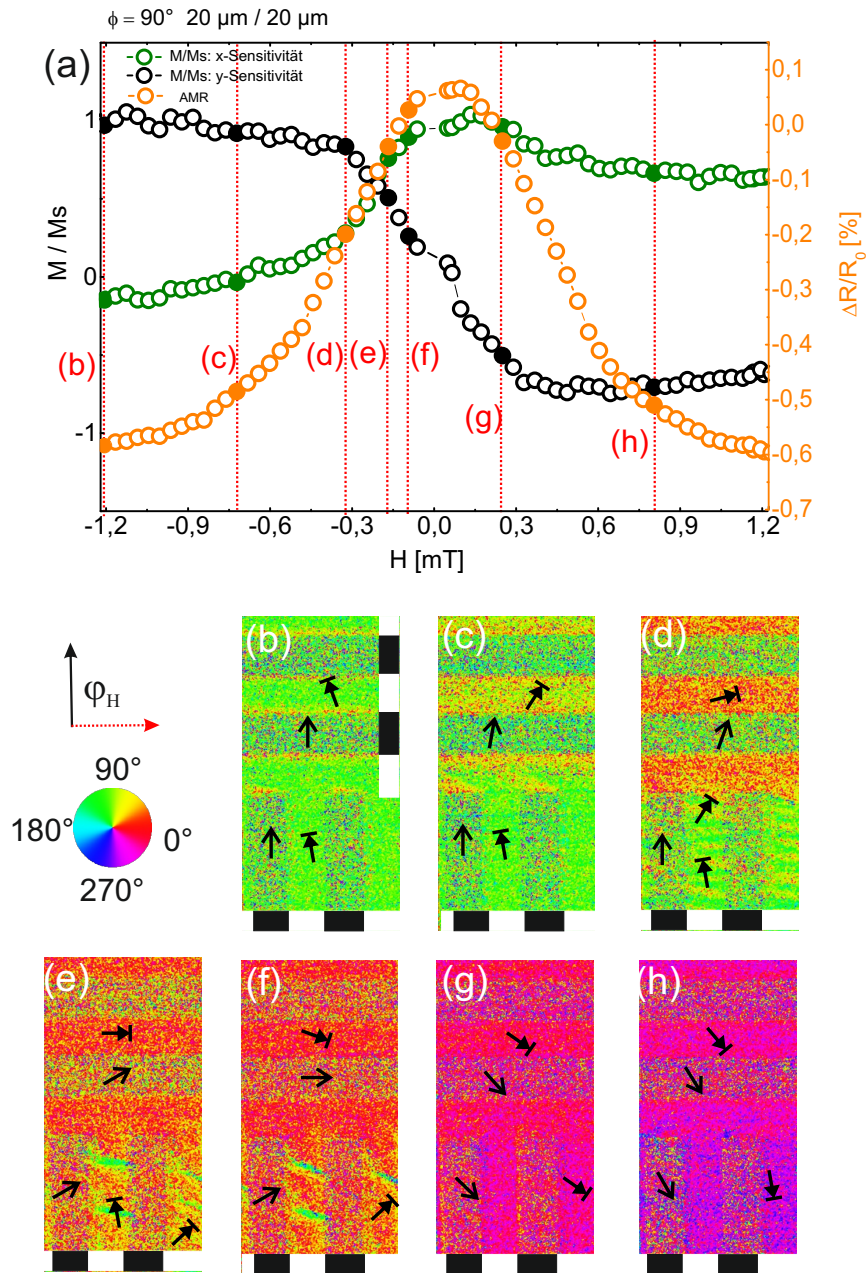 ϕ = 90° 20 µm / 20 µm
(a)
M/Ms: x-Sensitivität
M/Ms: y-Sensitivität
AMR
1
0
-1
M / Ms
0,1
0,0
-0,1
-0,2
-0,3
-0,4
-0,5
-0,6
-0,7
ΔR/R₀ [%]
(b)
(c)
(d)
(e)
(f)
(g)
(h)
-1,2 -0,9 -0,6 -0,3 0,0 0,3 0,6 0,9 1,2
H [mT]
φH
90°
180°
0°
270°
(b)
(c)
(d)
(e)
(f)
(g)
(h)